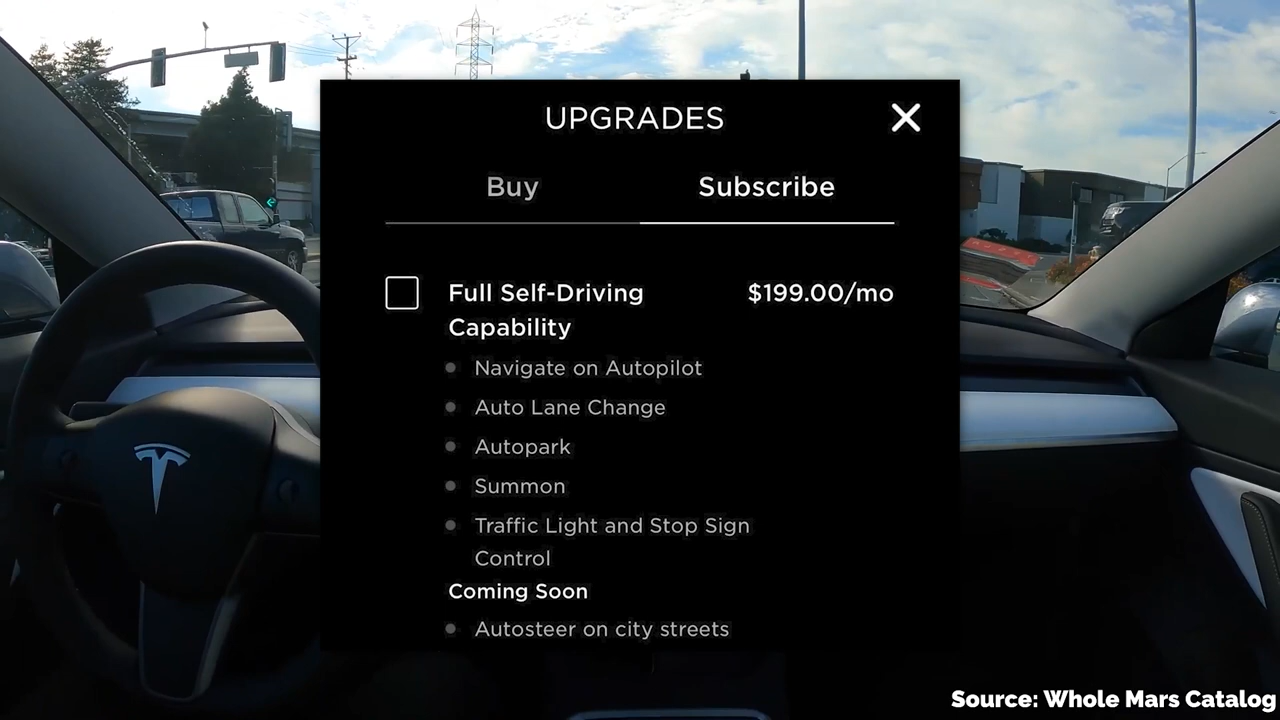 UPGRADES
Buy
Subscribe
Full Self-Driving
$199.00/mo
Capability
Navigate on Autopilot
Auto Lane Change
Autopark
Summon
Traffic Light and Stop Sign
Control
Coming Soon
Autosteer on city streets
Source: Whole Mars Catalog